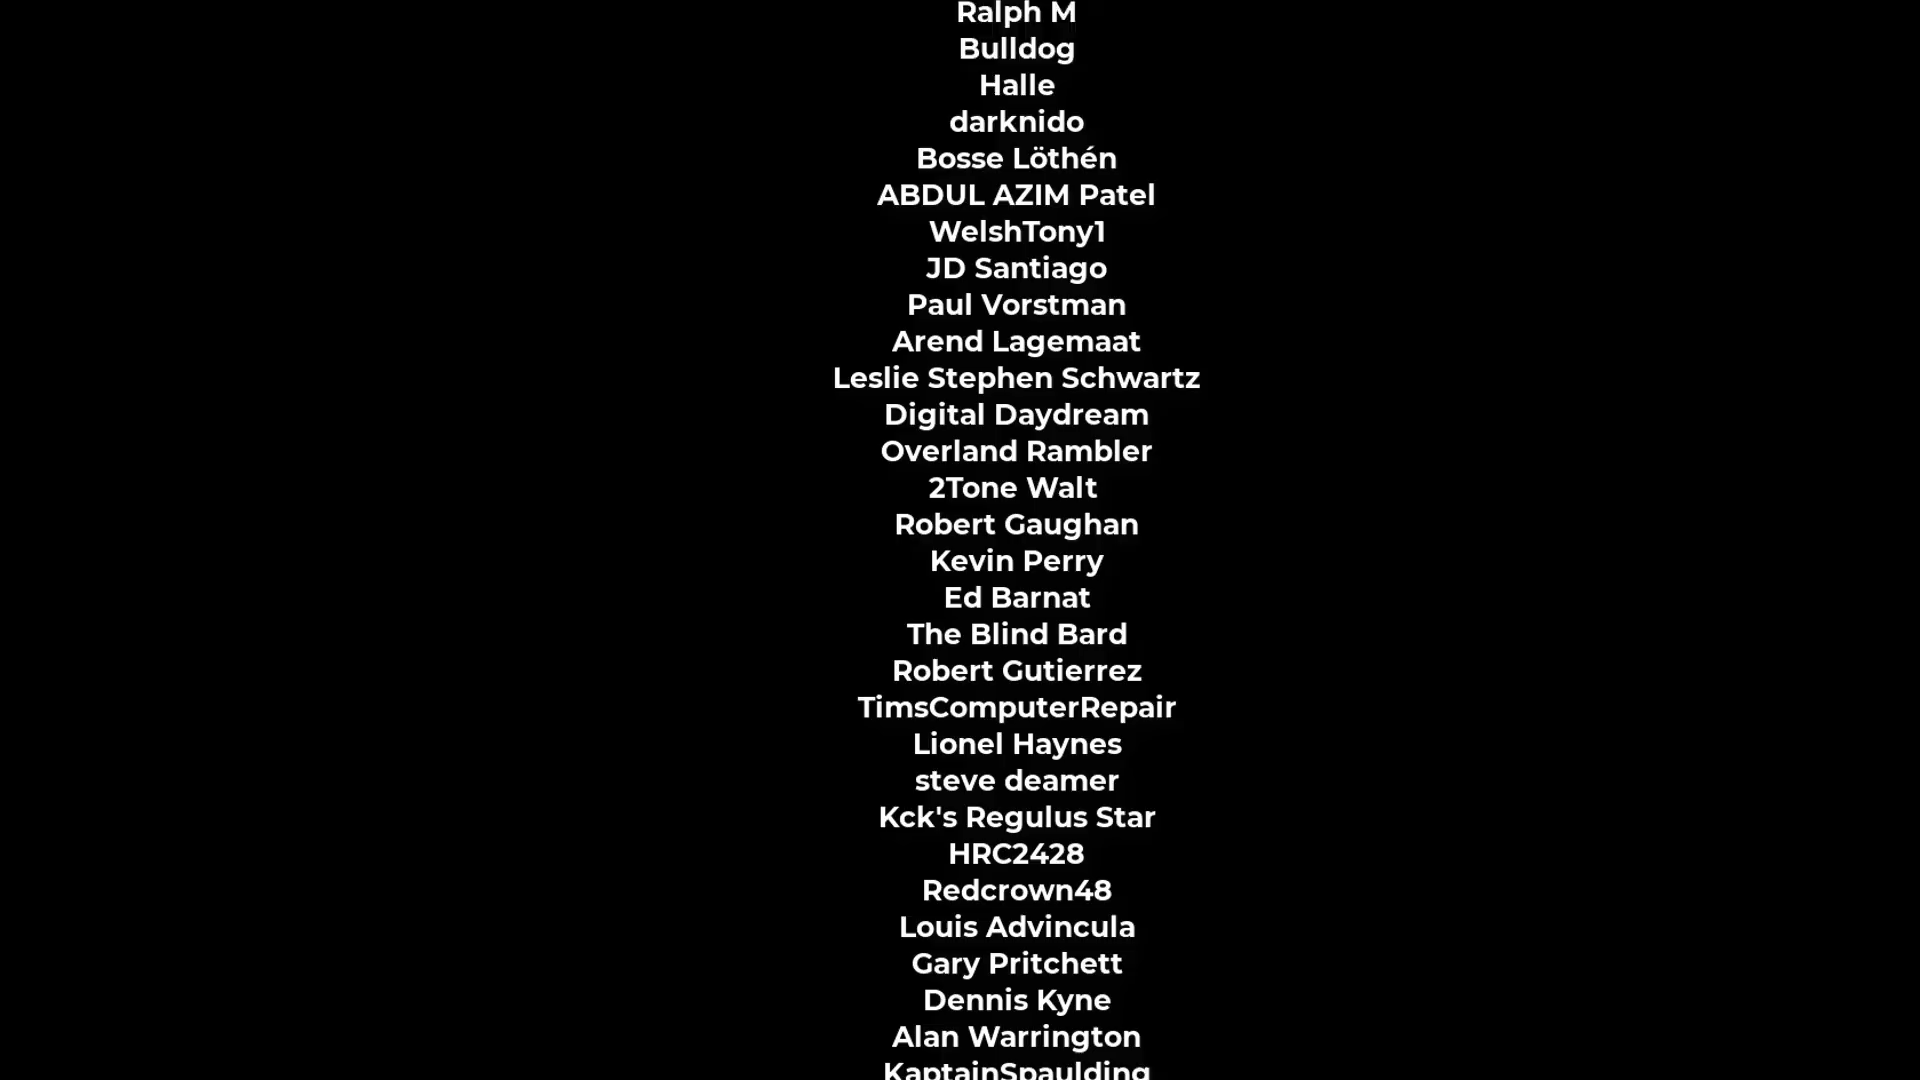 Ralph M
Bulldog
Halle
darknido
Bosse Löthén
ABDUL AZIM Patel
WelshTony1
JD Santiago
Paul Vorstman
Arend Lagemaat
Leslie Stephen Schwartz
Digital Daydream
Overland Rambler
2Tone Walt
Robert Gaughan
Kevin Perry
Ed Barnat
The Blind Bard
Robert Gutierrez
TimsComputerRepair
Lionel Haynes
steve deamer
Kck's Regulus Star
HRC2428
Redcrown48
Louis Advincula
Gary Pritchett
Dennis Kyne
Alan Warrington
KaptainSpaulding